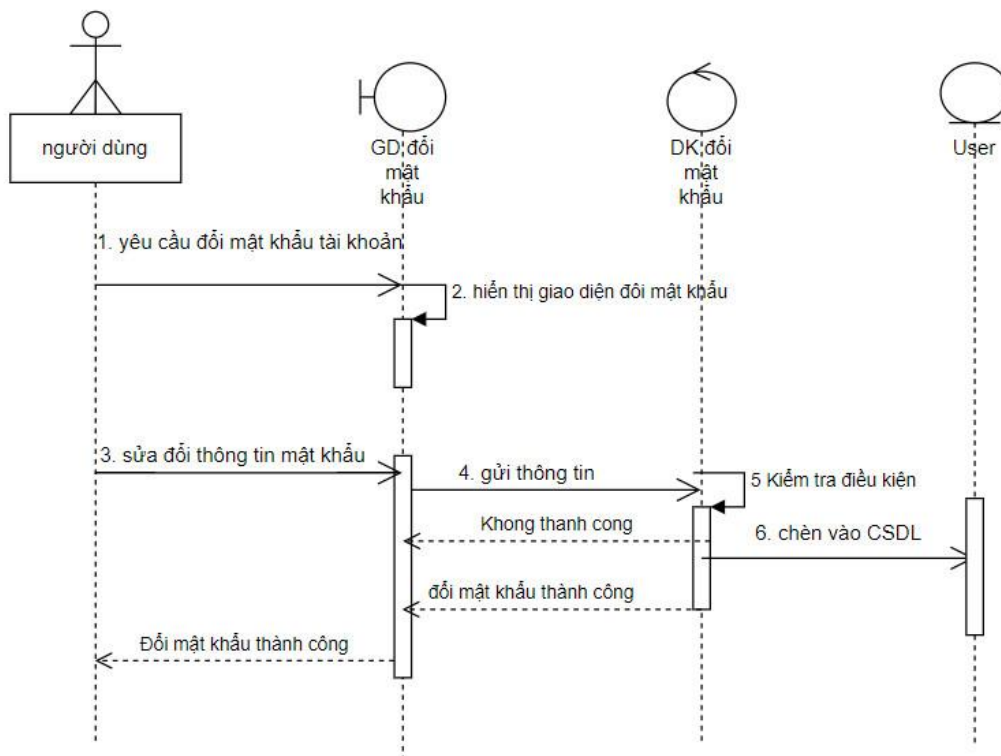 người dùng
GD đổi
mật
khẩu
DK đổi
mật
khẩu
User
1. yêu cầu đổi mật khẩu tài khoản
2. hiển thị giao diện đôi mật khẩu
3. sửa đổi thông tin mật khẩu
4. gửi thông tin
5 Kiểm tra điều kiện
Khong thanh cong
6. chèn vào CSDL
đổi mật khẩu thành công
Đổi mật khẩu thành công